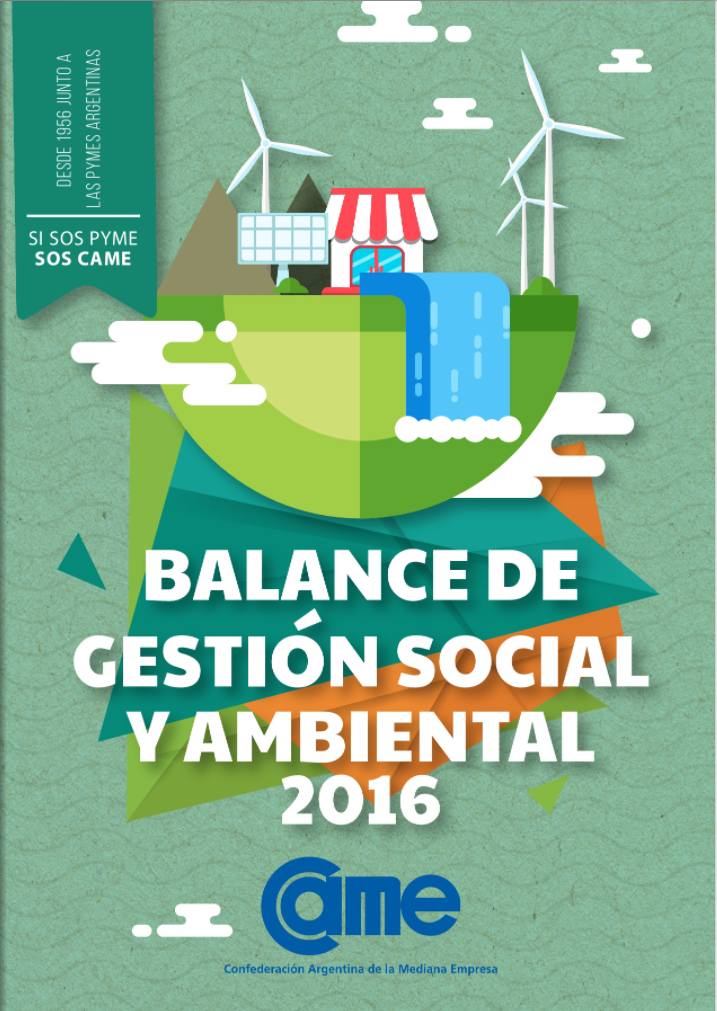 DESDE 1956 JUNTO A
LAS PYMES ARGENTINAS
SI SOS PYME
SOS CAME
BALANCE DE
GESTIÓN SOCIAL
Y AMBIENTAL
2016
Came
Confederación Argentina de la Mediana Empresa